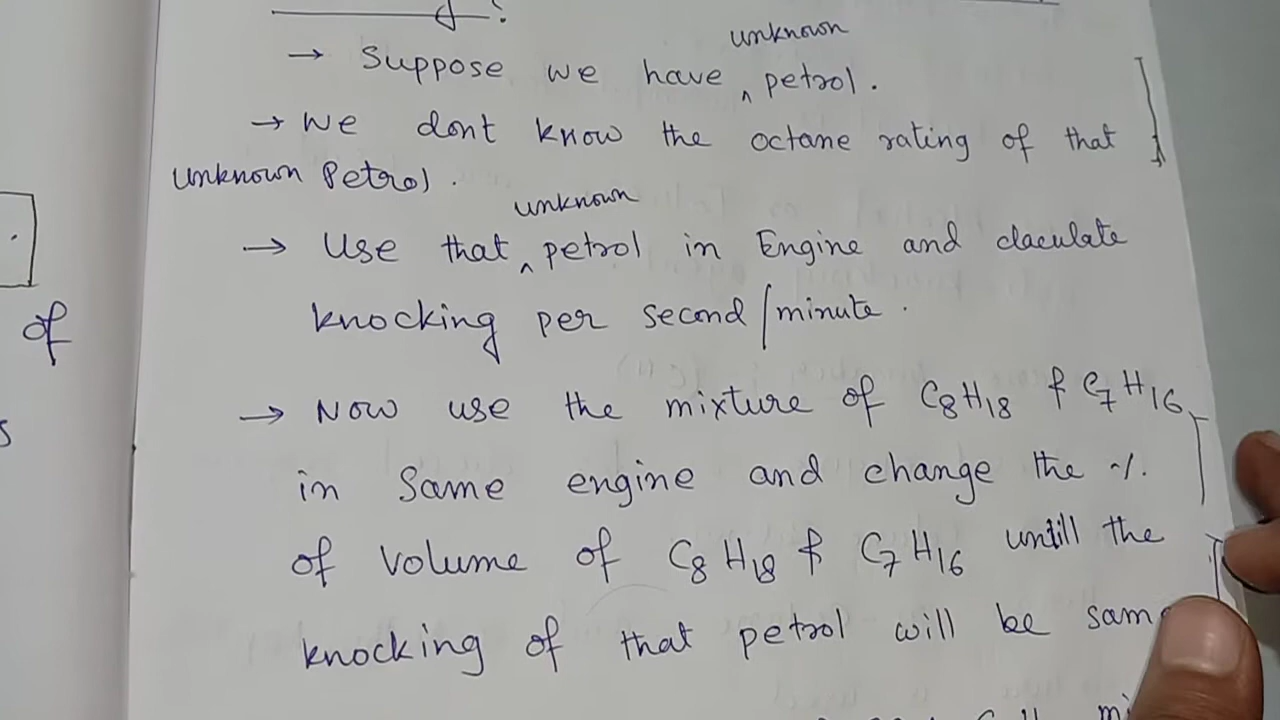 unknown
→ Suppose we have ^ petrol.
→ We dont know the octane rating of that
unknown Petrol.
unknown
→ Use that ^ petrol in Engine and claculate
knocking per second/minute.
→ Now use the mixture of C8H18 & C7H16
in Same engine and change the %
of volume of C8H18 & C7H16 untill the
knocking of that petrol will be same
of
s